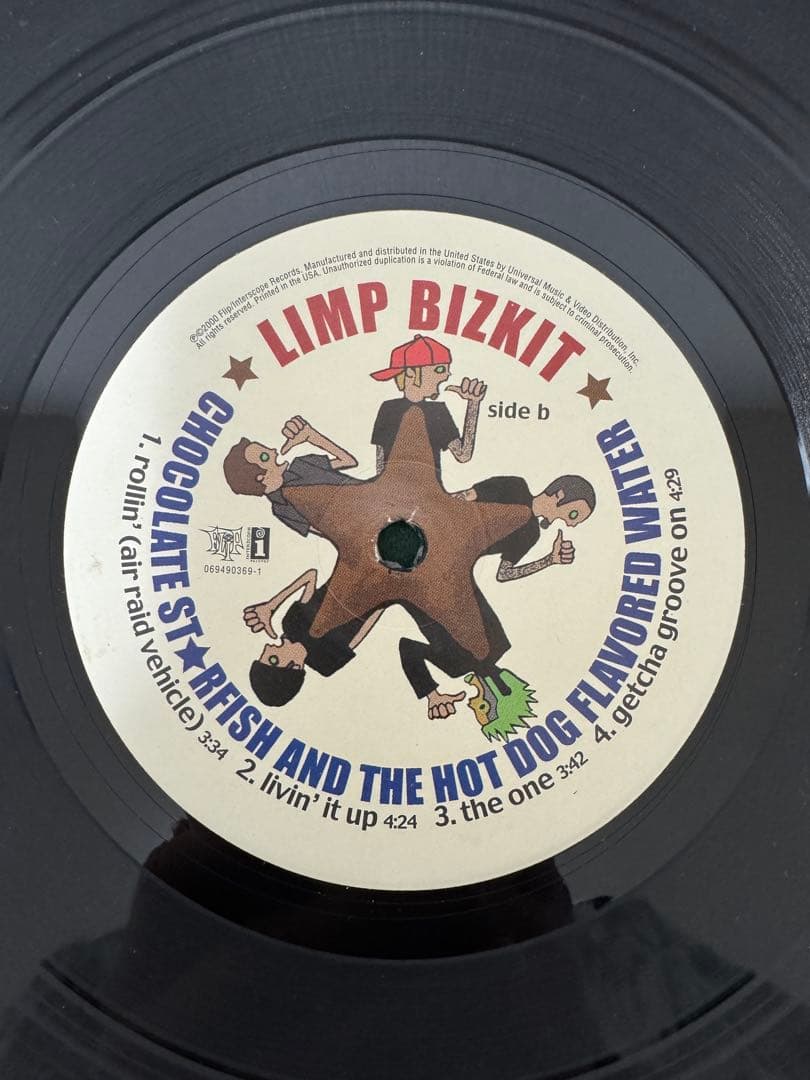 ℗©2000 Flip/Interscope Records. Manufactured and distributed in the United States by Universal Music & Video Distribution, Inc.
All rights reserved. Printed in the USA. Unauthorized duplication is a violation of Federal law and is subject to criminal prosecution.
LIMP BIZKIT
side b
FLIP
INTERSCOPE
RECORDS
069490369-1
CHOCOLATE ST★RFISH AND THE HOT DOG FLAVORED WATER
1. rollin' (air raid vehicle) 3:34
2. livin' it up 4:24
3. the one 3:42
4. getcha groove on 4:29